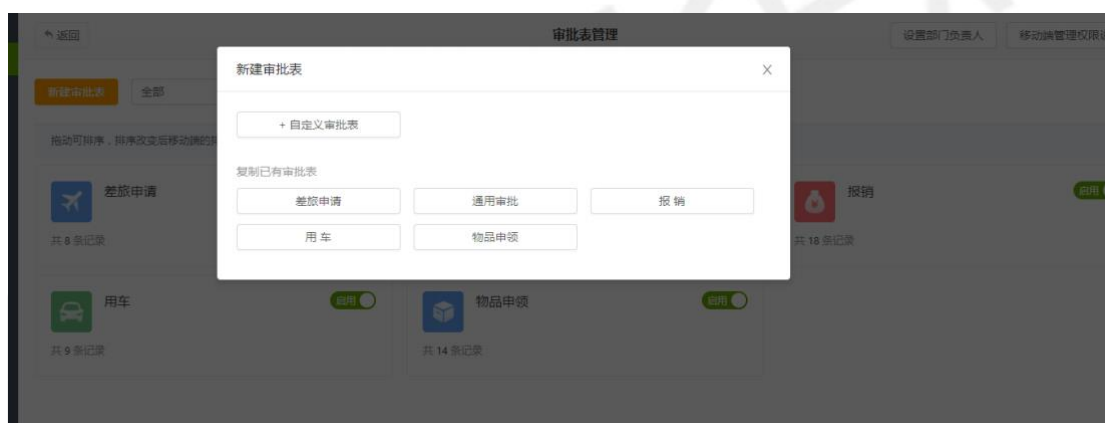 返回
审批表管理
设置部门负责人
移动端管理权限
新建审批表
全部
拖动可排序，排序改变后移动端的
新建审批表
X
+ 自定义审批表
复制已有审批表
差旅申请 通用审批 报 销
用 车 物品申领
差旅申请
共 8 条记录
报销
启用
共 18 条记录
用车
启用
共 9 条记录
物品申领
启用
共 14 条记录